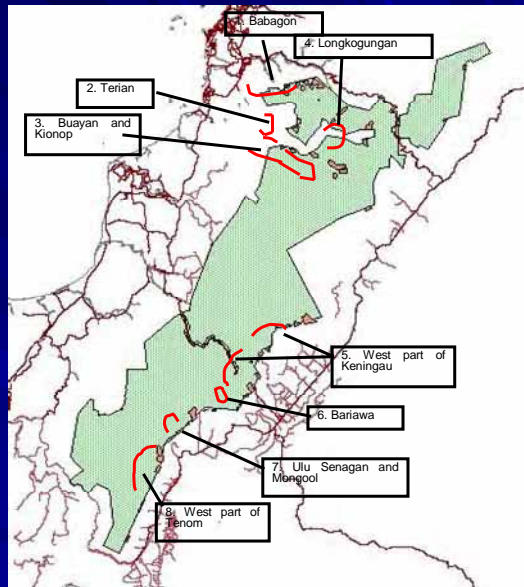 1. Babagon
4. Longkogungan
2. Terian
3. Buayan and
Kionop
5. West part of
Keningau
6. Bariawa
7. Ulu Senagan and
Mongool
8. West part of
Tenom